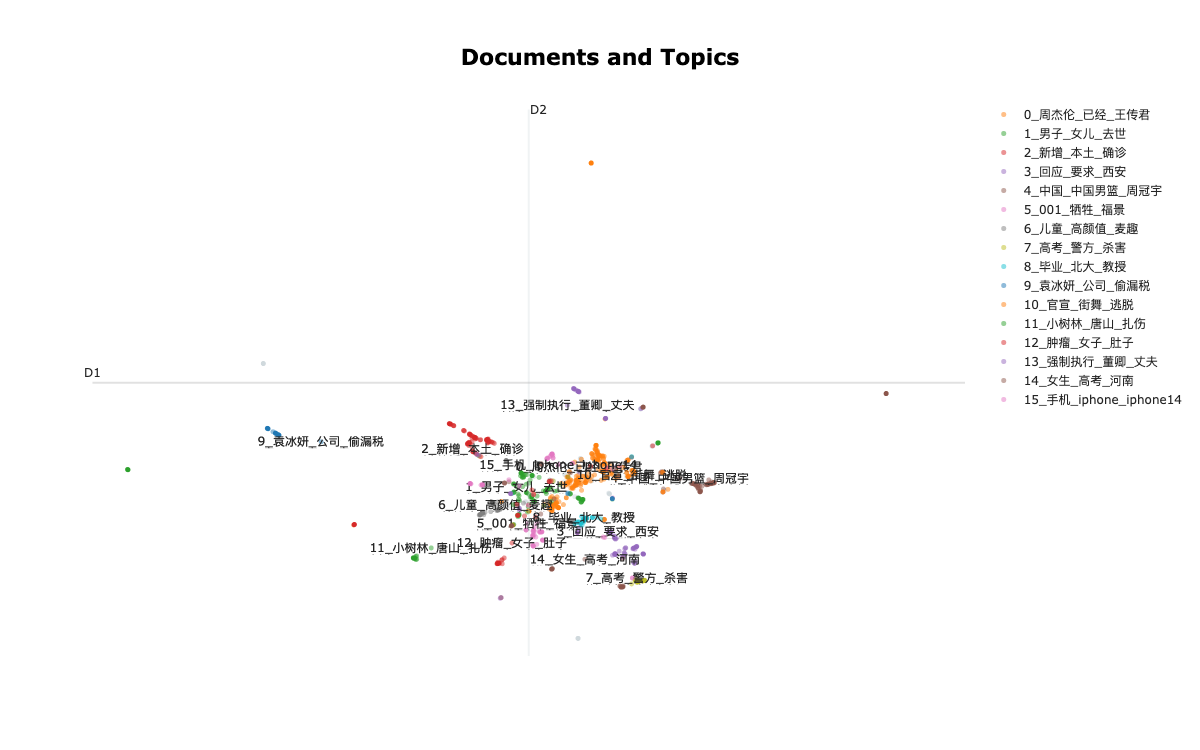 Documents and Topics
D2
D1
0_周杰伦_已经_王传君
1_男子_女儿_去世
2_新增_本土_确诊
3_回应_要求_西安
4_中国_中国男篮_周冠宇
5_001_牺牲_福景
6_儿童_高颜值_麦趣
7_高考_警方_杀害
8_毕业_北大_教授
9_袁冰妍_公司_偷漏税
10_官宣_街舞_逃脱
11_小树林_唐山_扎伤
12_肿瘤_女子_肚子
13_强制执行_董卿_丈夫
14_女生_高考_河南
15_手机_iphone_iphone14
13_强制执行_董卿_丈夫
9_袁冰妍_公司_偷漏税
2_新增_本土_确诊
15_手机_iphone_iphone14
10_官宣_街舞_逃脱
4_中国_中国男篮_周冠宇
1_男子_女儿_去世
6_儿童_高颜值_麦趣
8_毕业_北大_教授
5_001_牺牲_福景
3_回应_要求_西安
12_肿瘤_女子_肚子
11_小树林_唐山_扎伤
14_女生_高考_河南
7_高考_警方_杀害